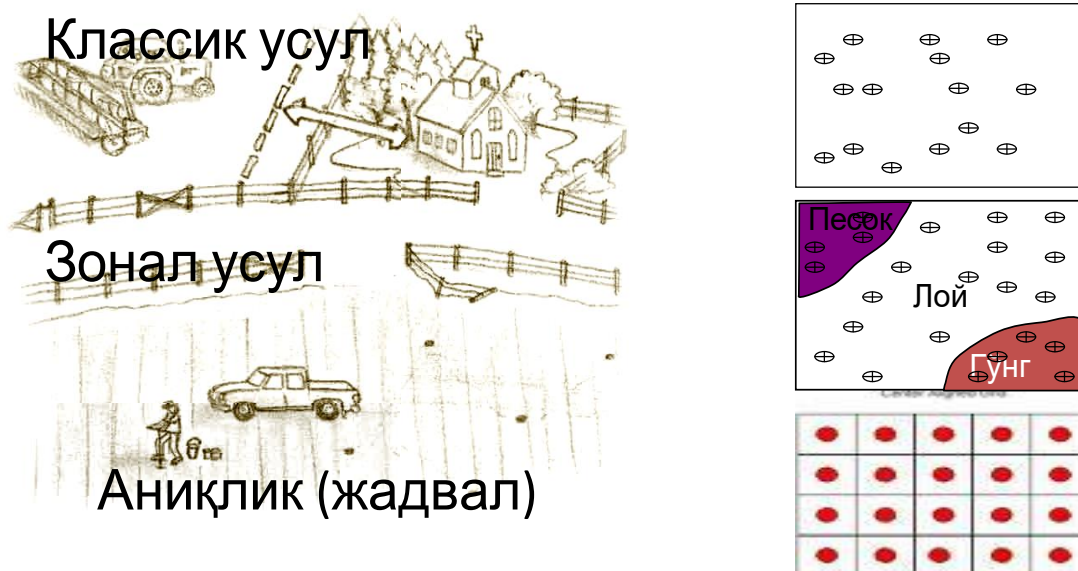 Классик усул
Зонал усул
Аниқлик (жадвал)
Песок
Лой
Гунг